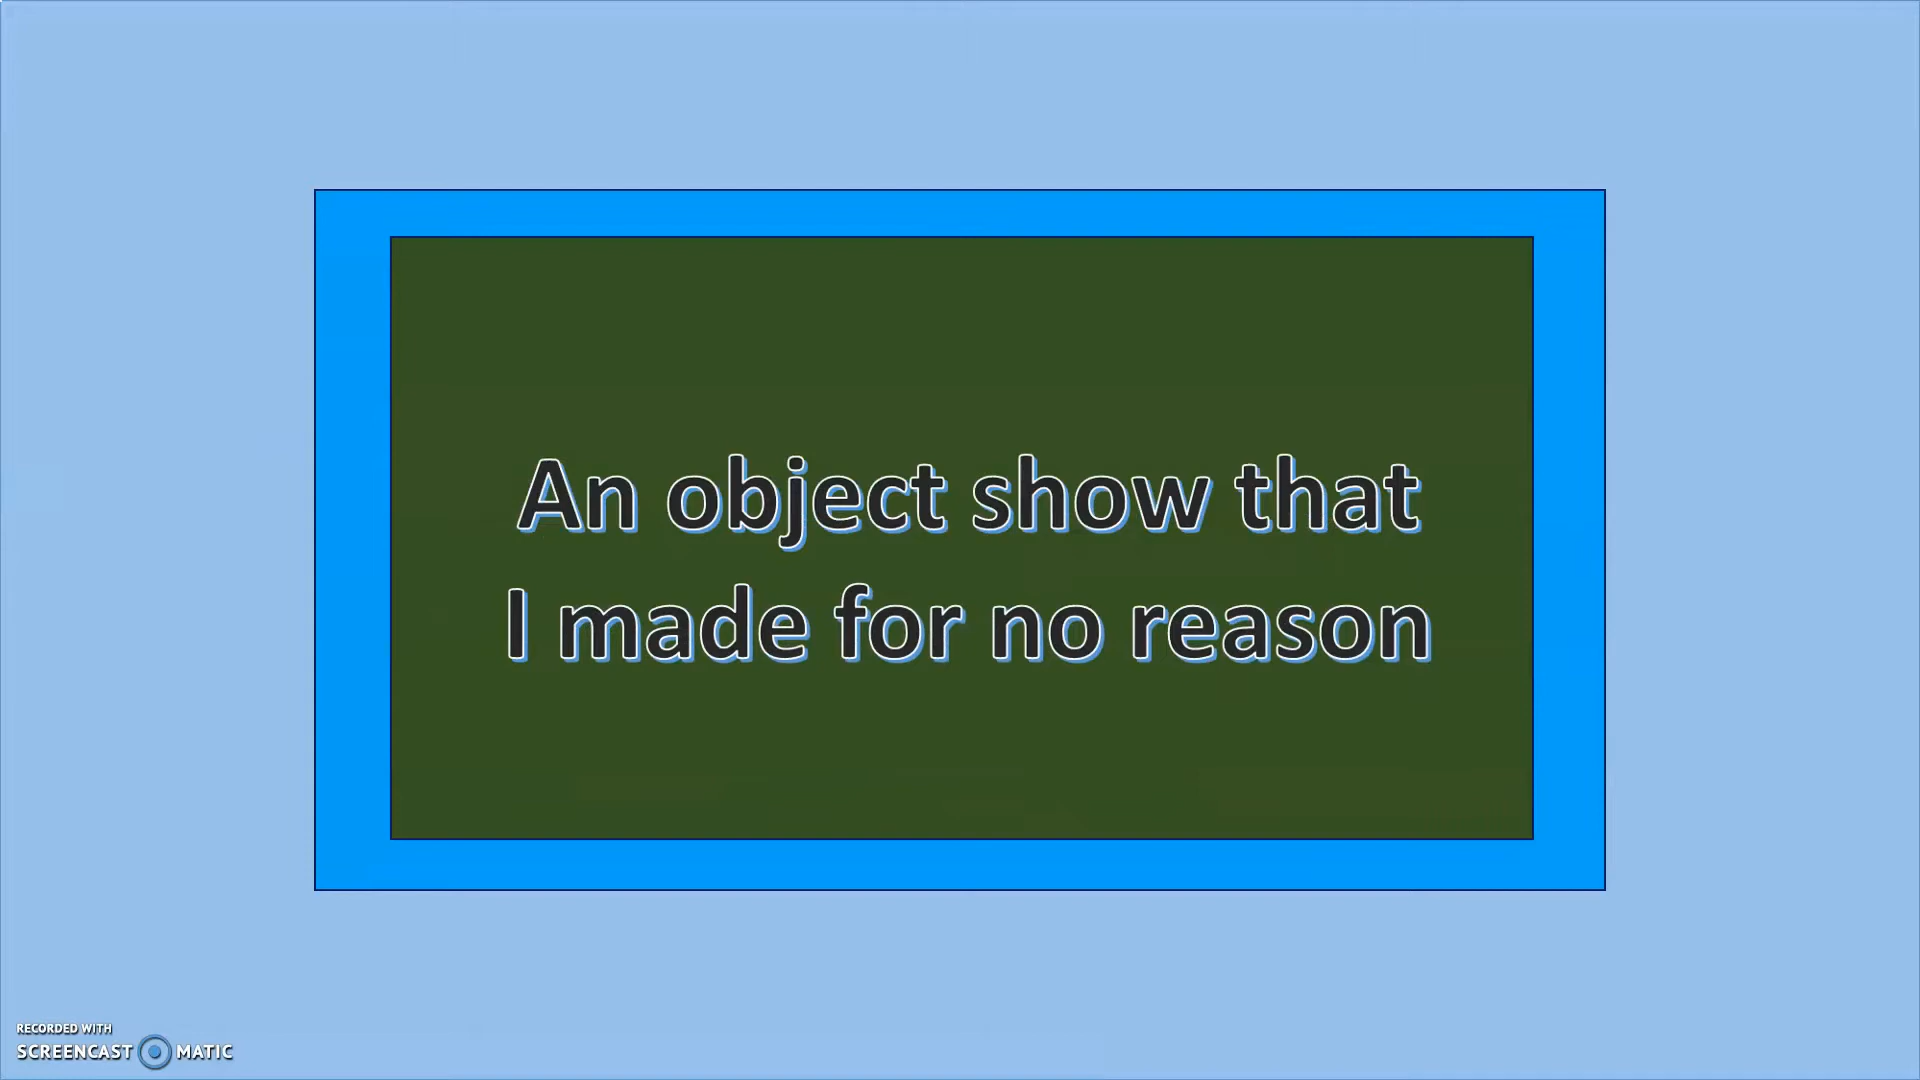 An object show that
I made for no reason
RECORDED WITH
SCREENCAST MATIC